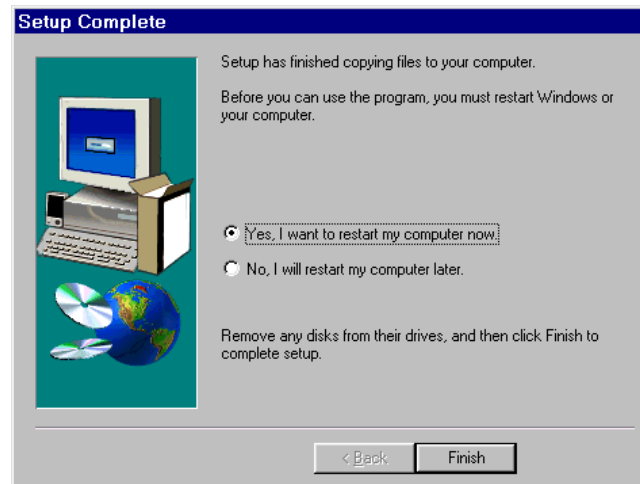 Setup Complete
Setup has finished copying files to your computer.
Before you can use the program, you must restart Windows or
your computer.
Yes, I want to restart my computer now.
No, I will restart my computer later.
Remove any disks from their drives, and then click Finish to
complete setup.
< Back
Finish